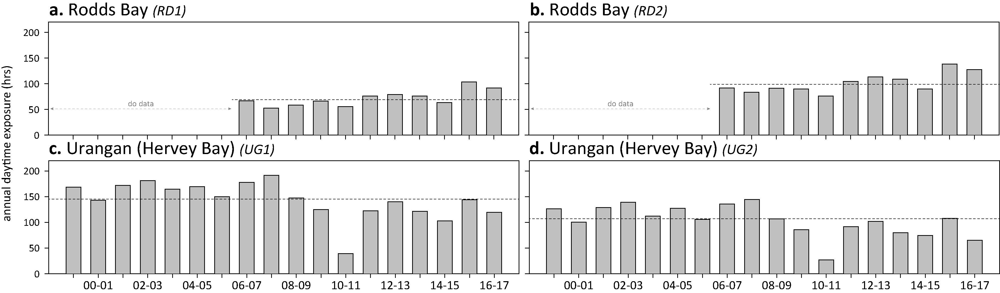 a. Rodds Bay (RD1)
b. Rodds Bay (RD2)
annual daytime exposure (hrs)
200
150
100
50
0
do data
do data
c. Urangan (Hervey Bay) (UG1)
d. Urangan (Hervey Bay) (UG2)
200
150
100
50
0
00-01 02-03 04-05 06-07 08-09 10-11 12-13 14-15 16-17
00-01 02-03 04-05 06-07 08-09 10-11 12-13 14-15 16-17